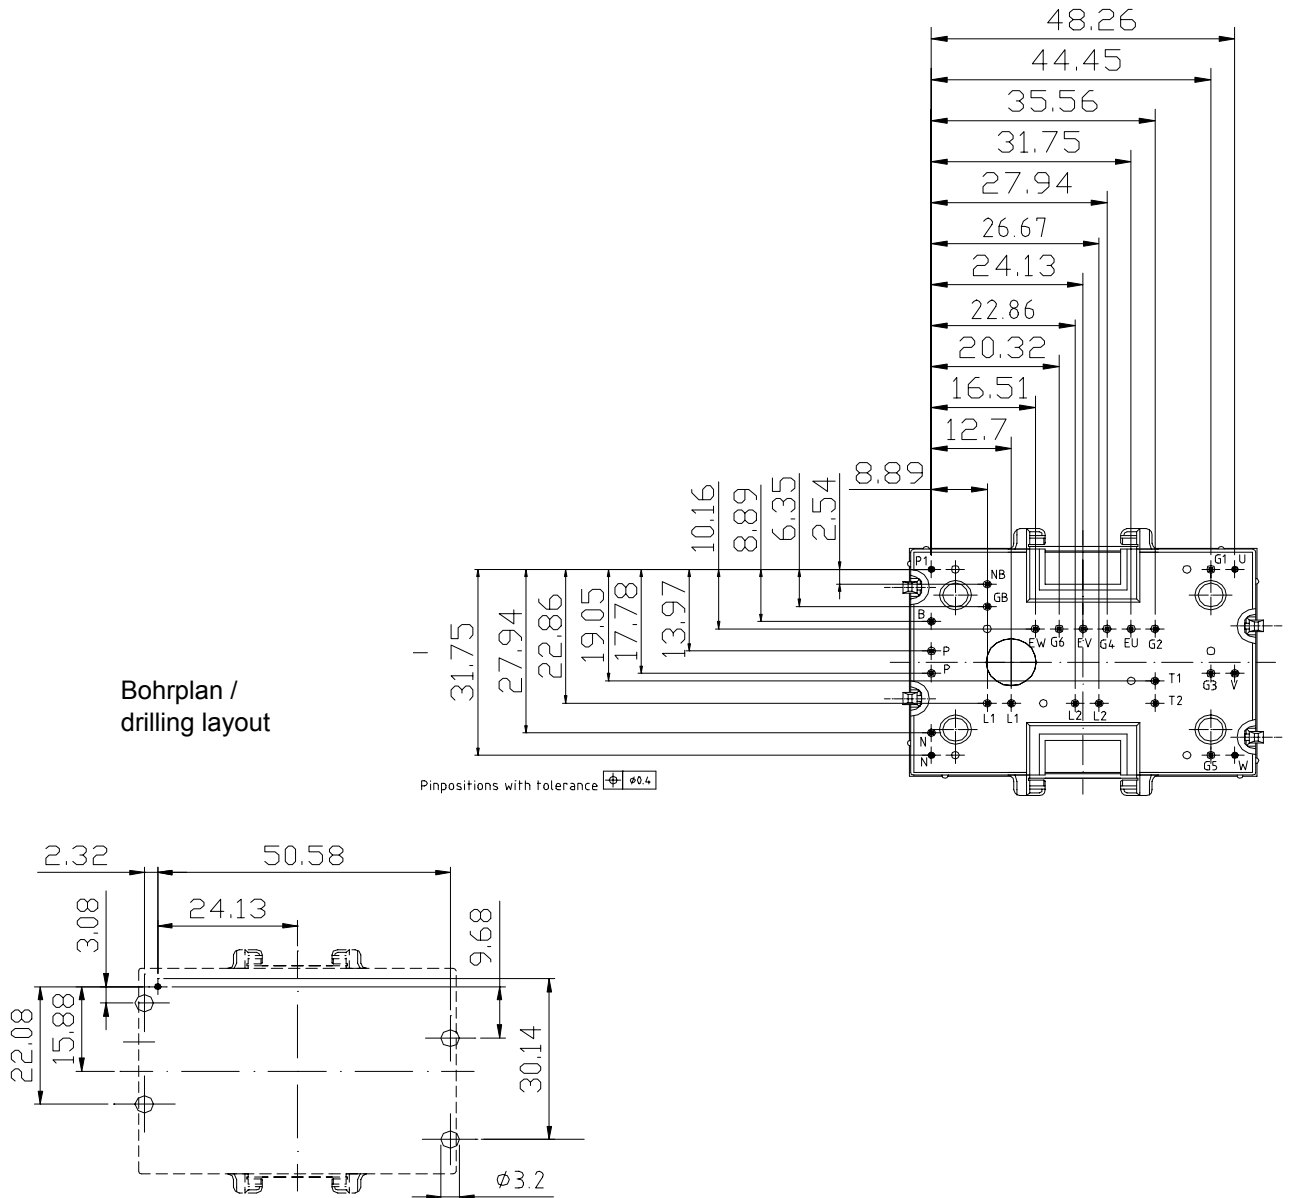 48.26
44.45
35.56
31.75
27.94
26.67
24.13
22.86
20.32
16.51
12.7
8.89
10.16
8.89
6.35
2.54
31.75
27.94
22.86
19.05
17.78
13.97
P1
G1 U
NB
GB
B
EW G6 EV G4 EU G2
P
P
T1
G3 V
T2
L1 L1 L2 L2
N
N
G5 W
Bohrplan /
drilling layout
Pinpositions with tolerance ⌖ ⌀0.4
2.32
50.58
24.13
3.08
9.68
22.08
15.88
30.14
⌀3.2